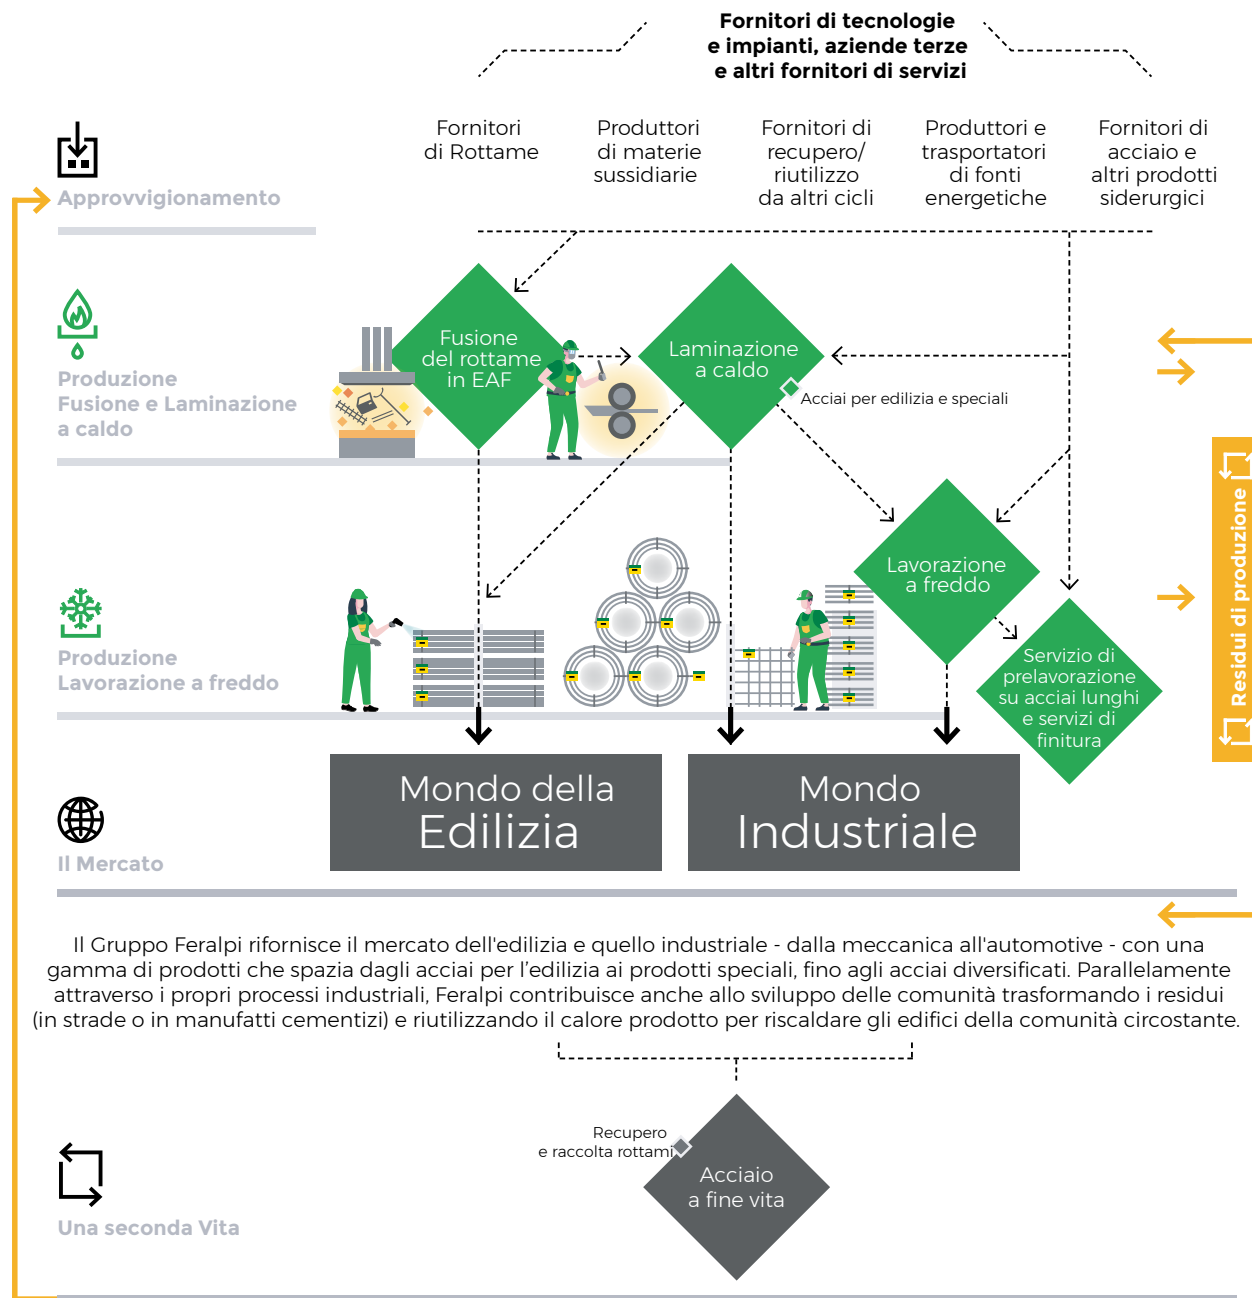 Fornitori di tecnologie
e impianti, aziende terze
e altri fornitori di servizi
Fornitori
di Rottame
Produttori
di materie
sussidiarie
Fornitori di
recupero/
riutilizzo
da altri cicli
Produttori e
trasportatori
di fonti
energetiche
Fornitori di
acciaio e
altri prodotti
siderurgici
Approvvigionamento
Fusione
del rottame
in EAF
Laminazione
a caldo
Acciai per edilizia e speciali
Produzione
Fusione e Laminazione
a caldo
Residui di produzione
Lavorazione
a freddo
Produzione
Lavorazione a freddo
Servizio di
prelavorazione
su acciai lunghi
e servizi di
finitura
Mondo della
Edilizia
Mondo
Industriale
Il Mercato
Il Gruppo Feralpi rifornisce il mercato dell'edilizia e quello industriale - dalla meccanica all'automotive - con una
gamma di prodotti che spazia dagli acciai per l’edilizia ai prodotti speciali, fino agli acciai diversificati. Parallelamente
attraverso i propri processi industriali, Feralpi contribuisce anche allo sviluppo delle comunità trasformando i residui
(in strade o in manufatti cementizi) e riutilizzando il calore prodotto per riscaldare gli edifici della comunità circostante.
Recupero
e raccolta rottami
Acciaio
a fine vita
Una seconda Vita